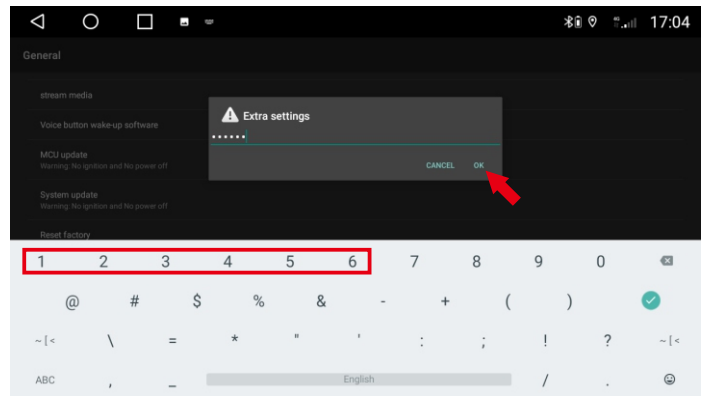 17:04
General
stream media
Voice button wake-up software
MCU update
Warning: No ignition and No power off
System update
Warning: No ignition and No power off
Reset factory
Extra settings
••••••
CANCEL OK
1 2 3 4 5 6 7 8 9 0
@ # $ % & - + ( )
~ [ < \ = * " ' : ; ! ? ~ [ <
ABC , _ English / .